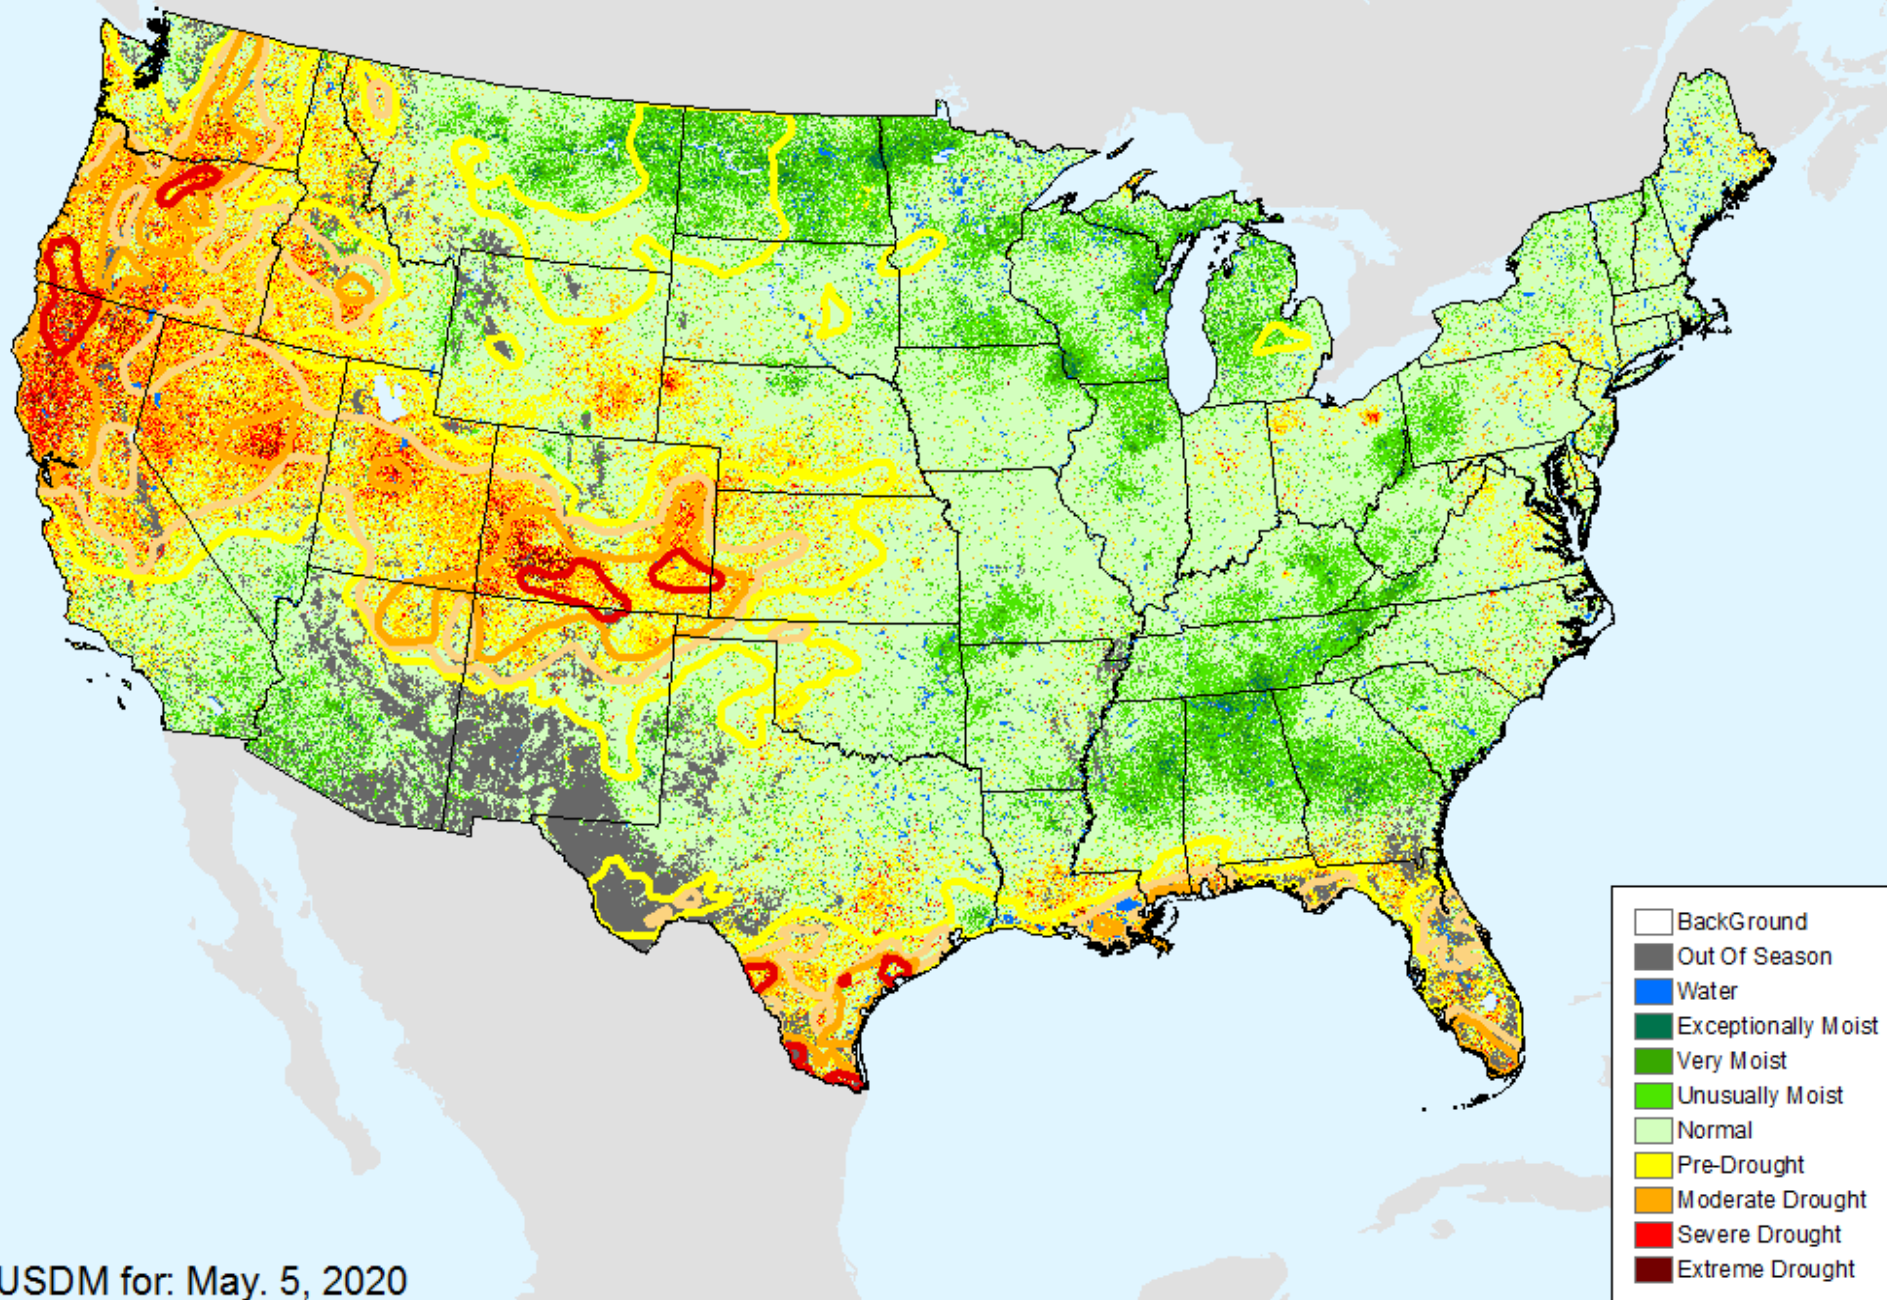 BackGround
Out Of Season
Water
Exceptionally Moist
Very Moist
Unusually Moist
Normal
Pre-Drought
Moderate Drought
Severe Drought
Extreme Drought
USDM for: May. 5, 2020